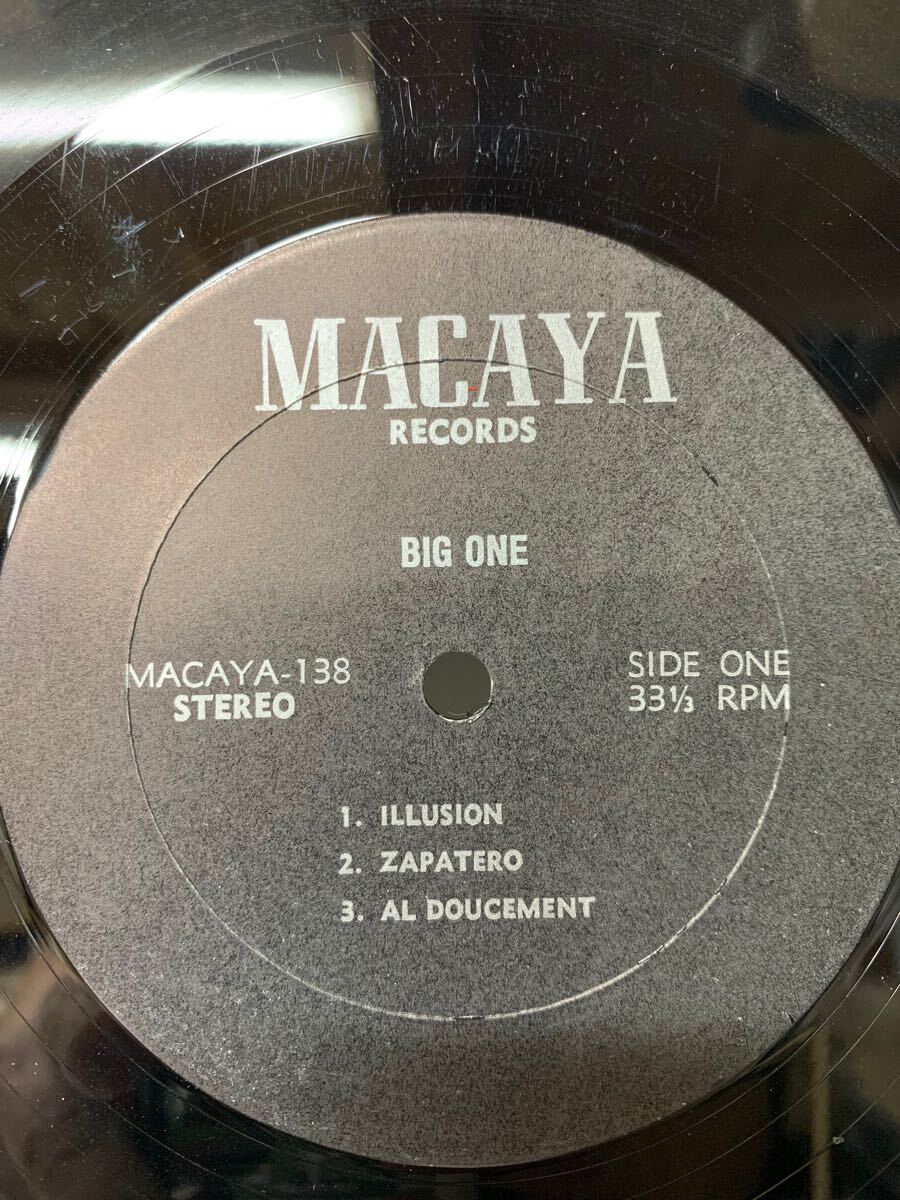 MACAYA
RECORDS
BIG ONE
MACAYA-138
STEREO
SIDE ONE
33⅓ RPM
1. ILLUSION
2. ZAPATERO
3. AL DOUCEMENT